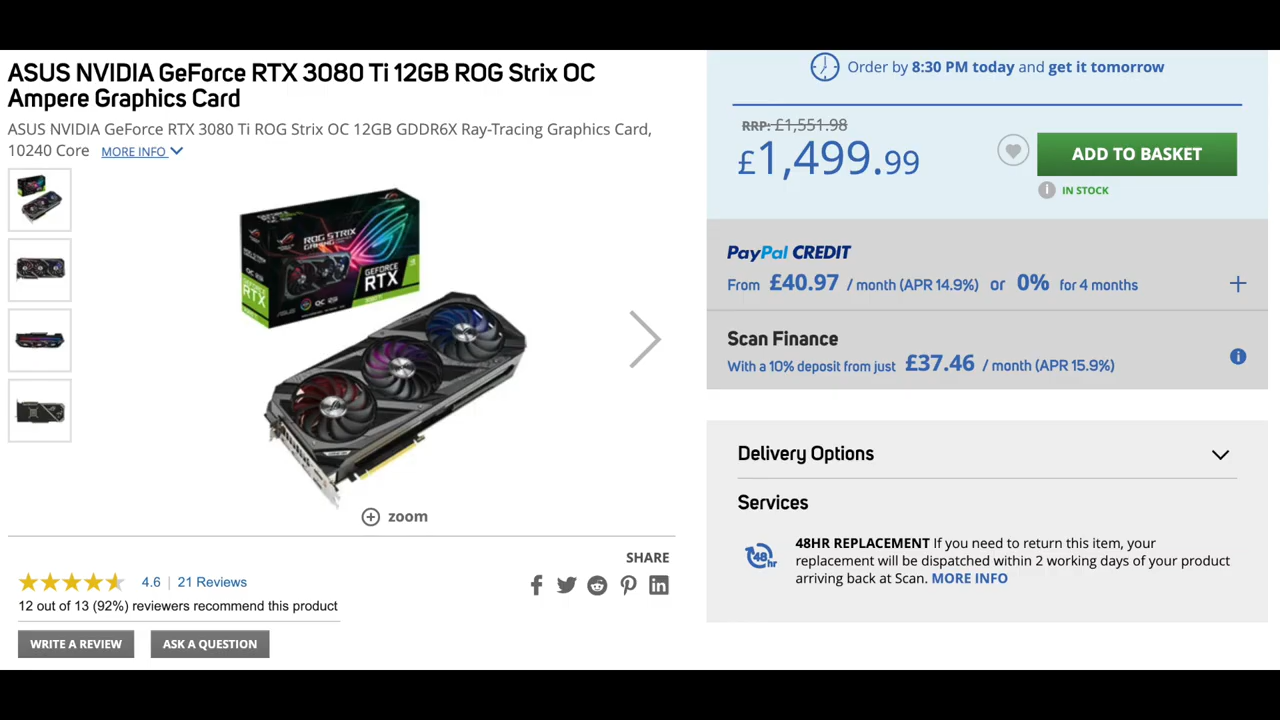 ASUS NVIDIA GeForce RTX 3080 Ti 12GB ROG Strix OC
Ampere Graphics Card
ASUS NVIDIA GeForce RTX 3080 Ti ROG Strix OC 12GB GDDR6X Ray-Tracing Graphics Card,
10240 Core MORE INFO
ROG STRIX
GAMING
GEFORCE
RTX
OC
GEFORCE
RTX
zoom
SHARE
4.6 | 21 Reviews
12 out of 13 (92%) reviewers recommend this product
WRITE A REVIEW ASK A QUESTION
Order by 8:30 PM today and get it tomorrow
RRP: £1,551.98
£1,499.99
ADD TO BASKET
IN STOCK
PayPal CREDIT
From £40.97 / month (APR 14.9%) or 0% for 4 months
Scan Finance
With a 10% deposit from just £37.46 / month (APR 15.9%)
Delivery Options
Services
48hr
48HR REPLACEMENT If you need to return this item, your
replacement will be dispatched within 2 working days of your product
arriving back at Scan. MORE INFO